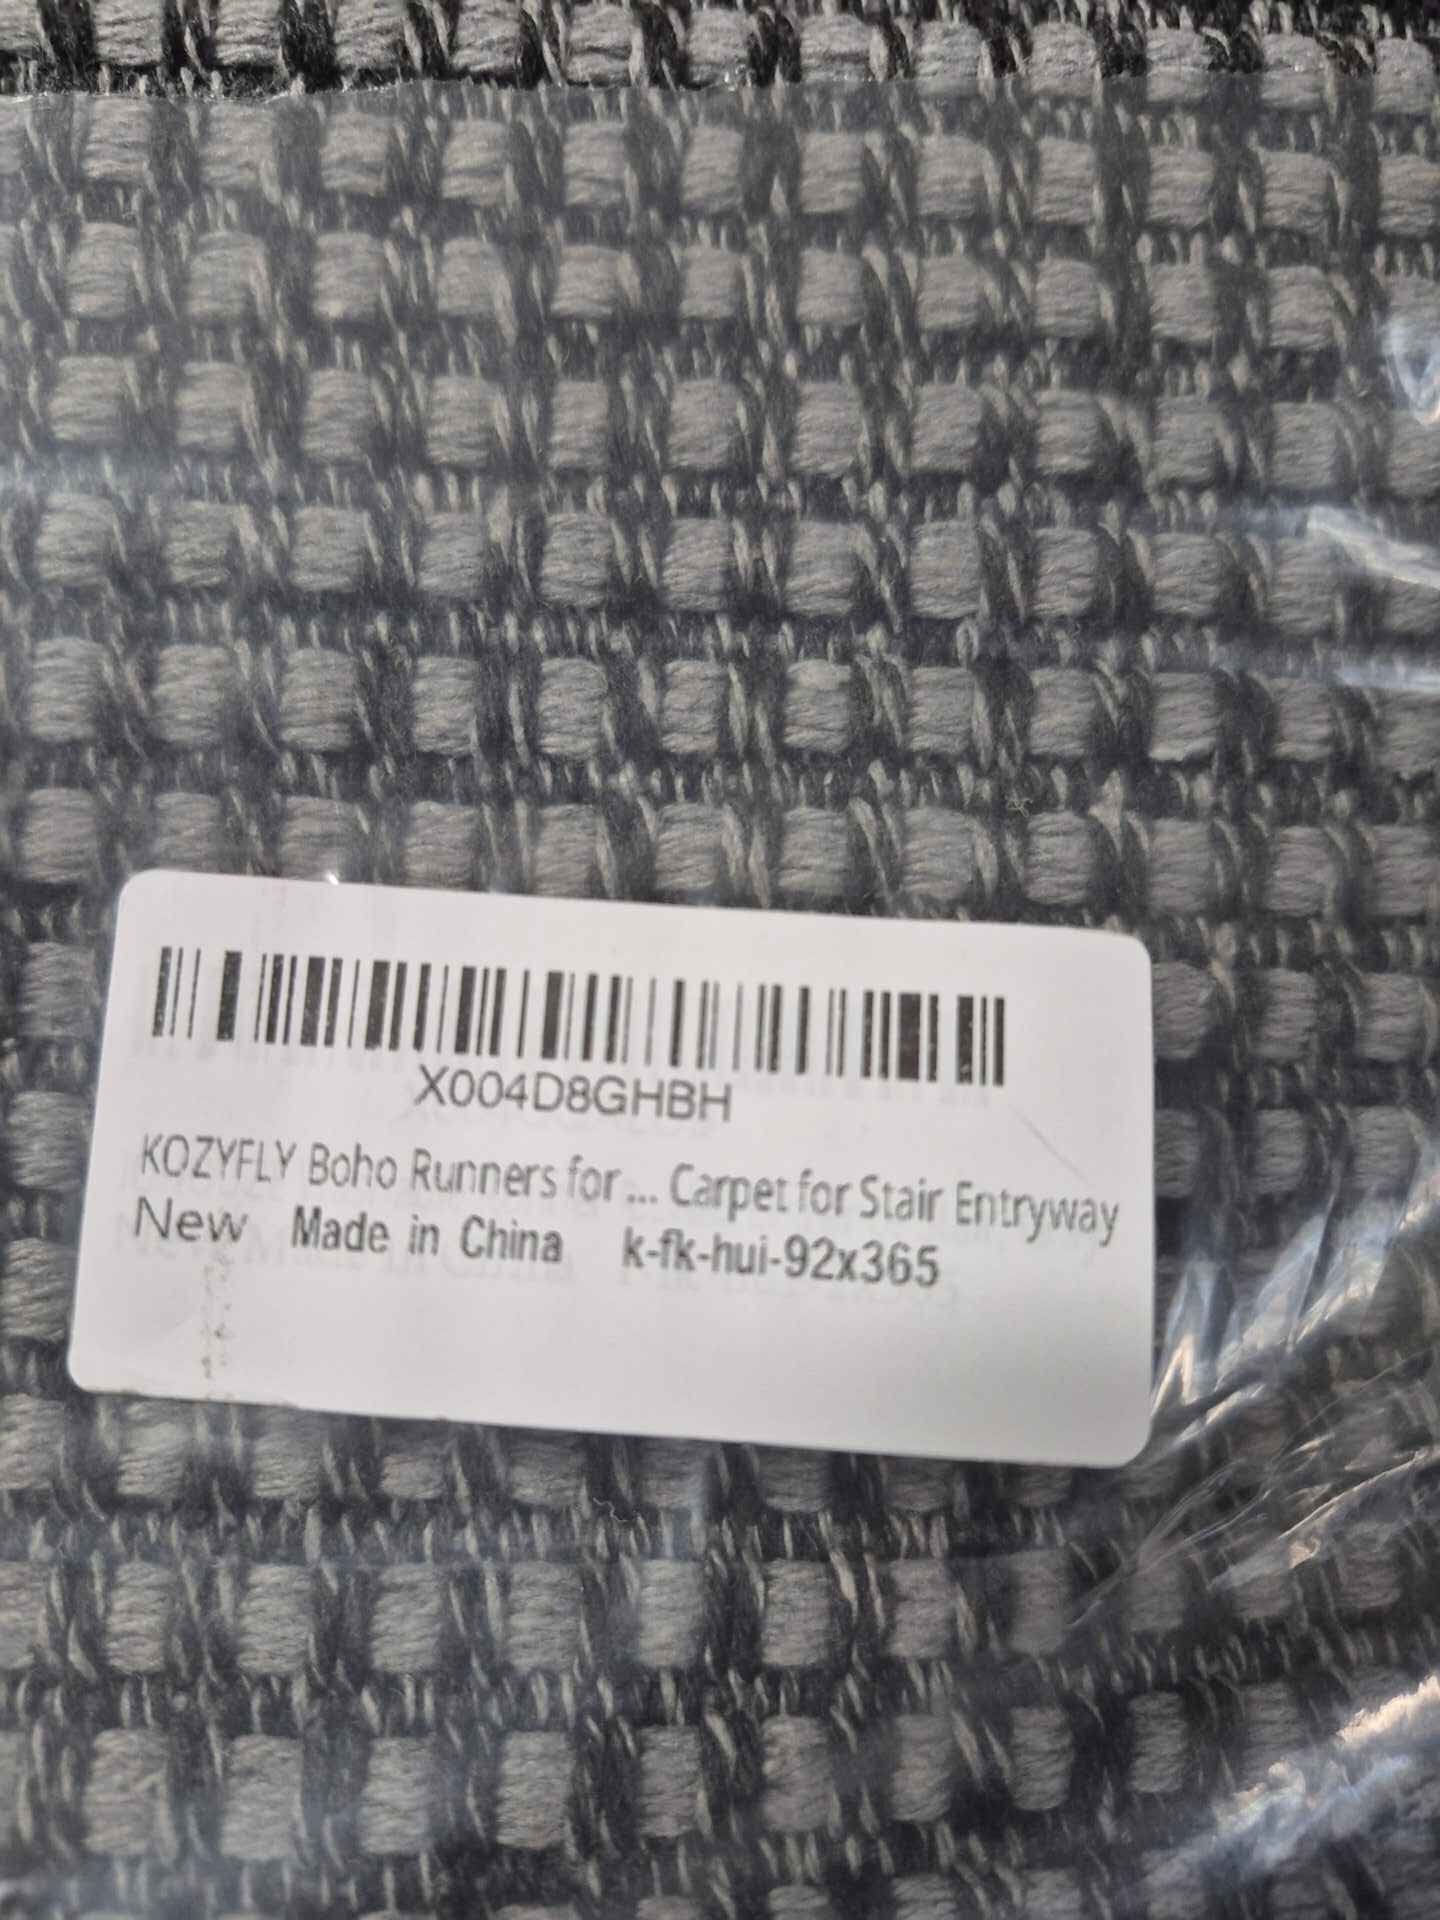 X004D8GHBH
KOZYFLY Boho Runners for ... Carpet for Stair Entryway
New Made in China k-fk-hui-92x365